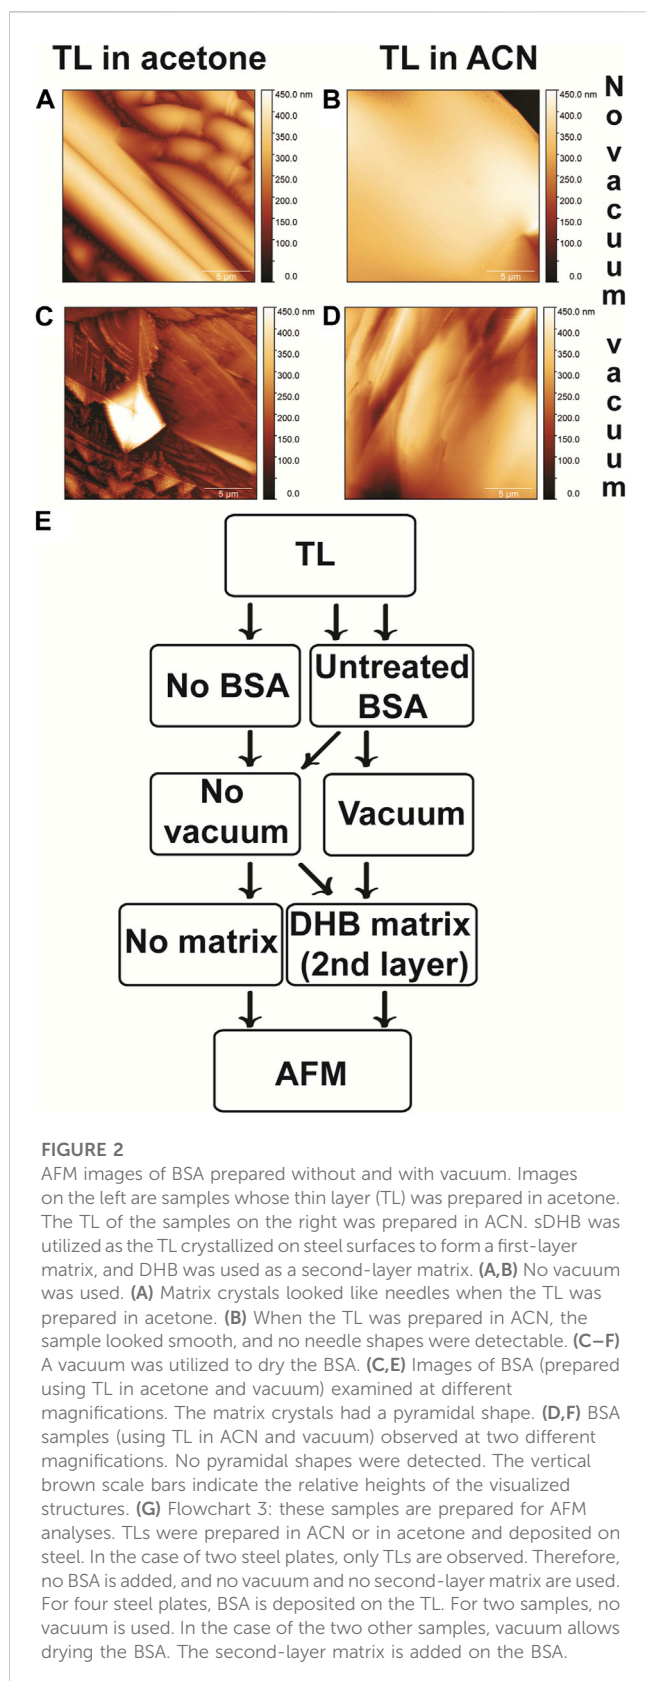 TL in acetone
TL in ACN
A
450.0 nm
400.0
350.0
300.0
250.0
200.0
150.0
100.0
0.0
5 µm
B
450.0 nm
400.0
350.0
300.0
250.0
200.0
150.0
100.0
0.0
5 µm
No vacuum
C
450.0 nm
400.0
350.0
300.0
250.0
200.0
150.0
100.0
0.0
5 µm
D
450.0 nm
400.0
350.0
300.0
250.0
200.0
150.0
100.0
0.0
5 µm
vacuum
E
TL
No BSA
Untreated
BSA
No
vacuum
Vacuum
No matrix
DHB matrix
(2nd layer)
AFM
FIGURE 2
AFM images of BSA prepared without and with vacuum. Images
on the left are samples whose thin layer (TL) was prepared in acetone.
The TL of the samples on the right was prepared in ACN. sDHB was
utilized as the TL crystallized on steel surfaces to form a first-layer
matrix, and DHB was used as a second-layer matrix. (A,B) No vacuum
was used. (A) Matrix crystals looked like needles when the TL was
prepared in acetone. (B) When the TL was prepared in ACN, the
sample looked smooth, and no needle shapes were detectable. (C–F)
A vacuum was utilized to dry the BSA. (C,E) Images of BSA (prepared
using TL in acetone and vacuum) examined at different
magnifications. The matrix crystals had a pyramidal shape. (D,F) BSA
samples (using TL in ACN and vacuum) observed at two different
magnifications. No pyramidal shapes were detected. The vertical
brown scale bars indicate the relative heights of the visualized
structures. (G) Flowchart 3: these samples are prepared for AFM
analyses. TLs were prepared in ACN or in acetone and deposited on
steel. In the case of two steel plates, only TLs are observed. Therefore,
no BSA is added, and no vacuum and no second-layer matrix are used.
For four steel plates, BSA is deposited on the TL. For two samples, no
vacuum is used. In the case of the two other samples, vacuum allows
drying the BSA. The second-layer matrix is added on the BSA.